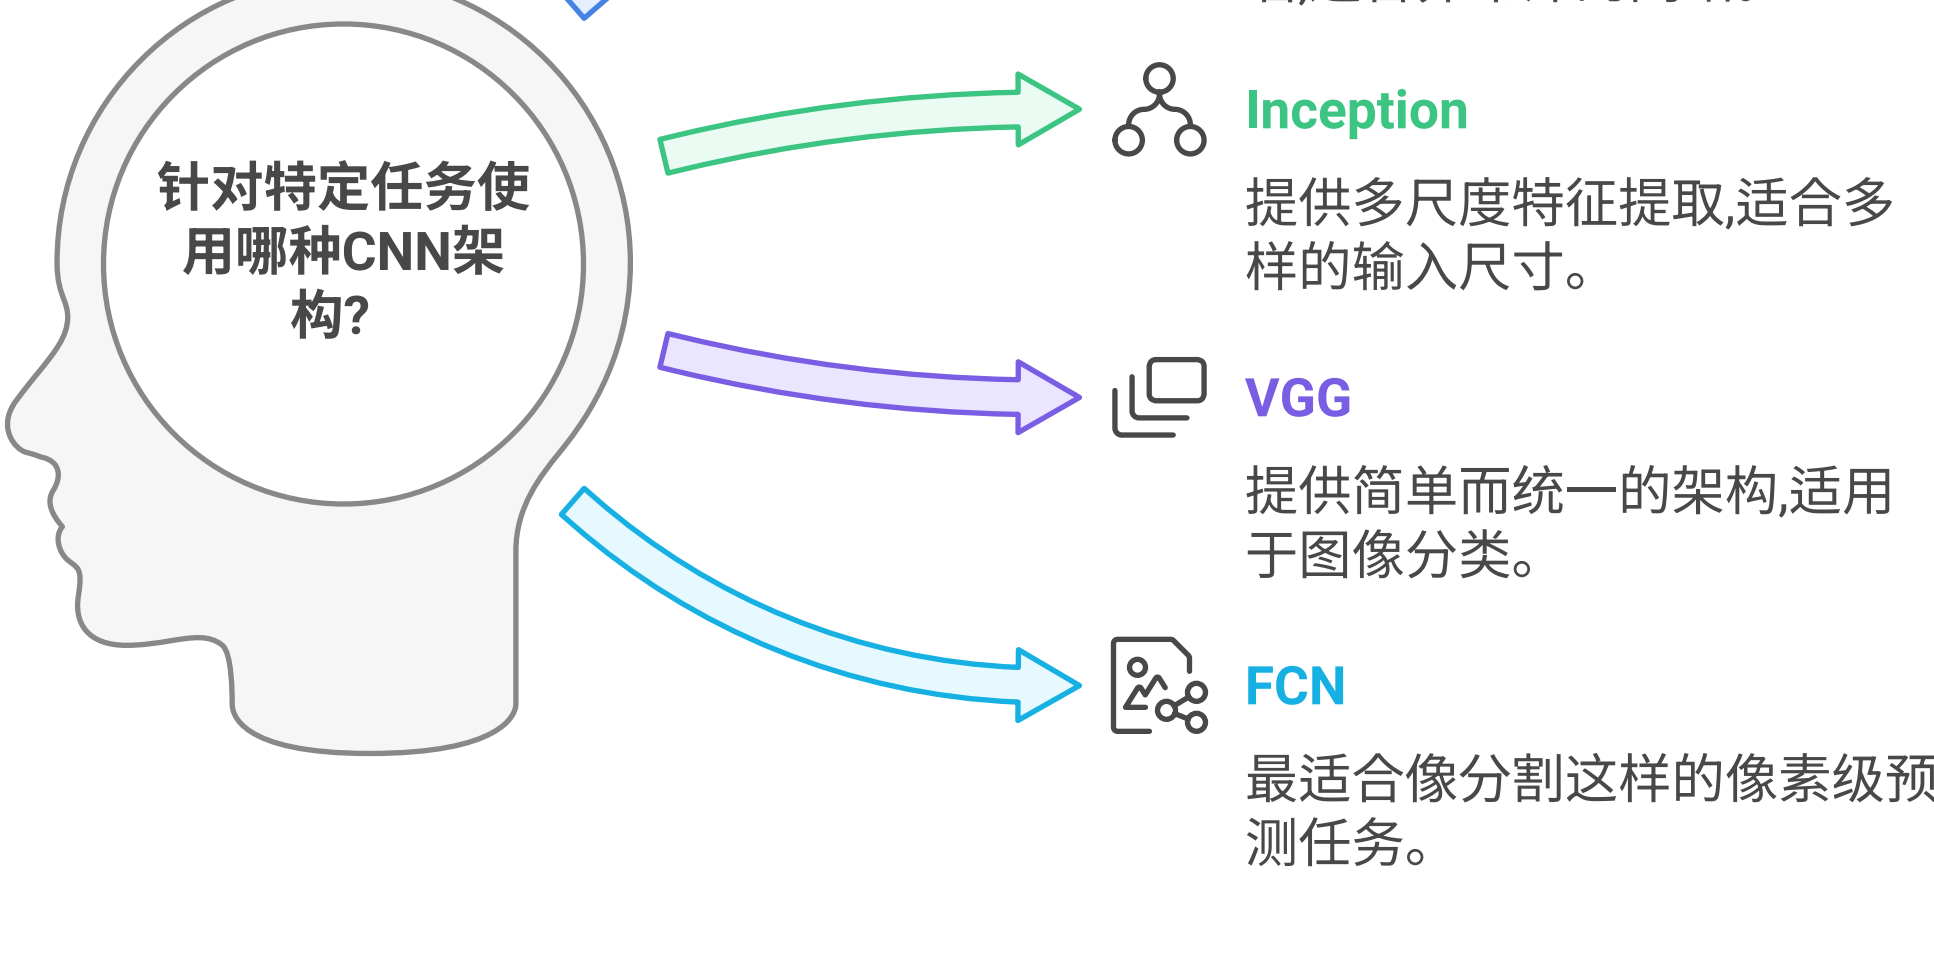 针对特定任务使
用哪种CNN架
构?
Inception
提供多尺度特征提取,适合多
样的输入尺寸。
VGG
提供简单而统一的架构,适用
于图像分类。
FCN
最适合像分割这样的像素级预
测任务。